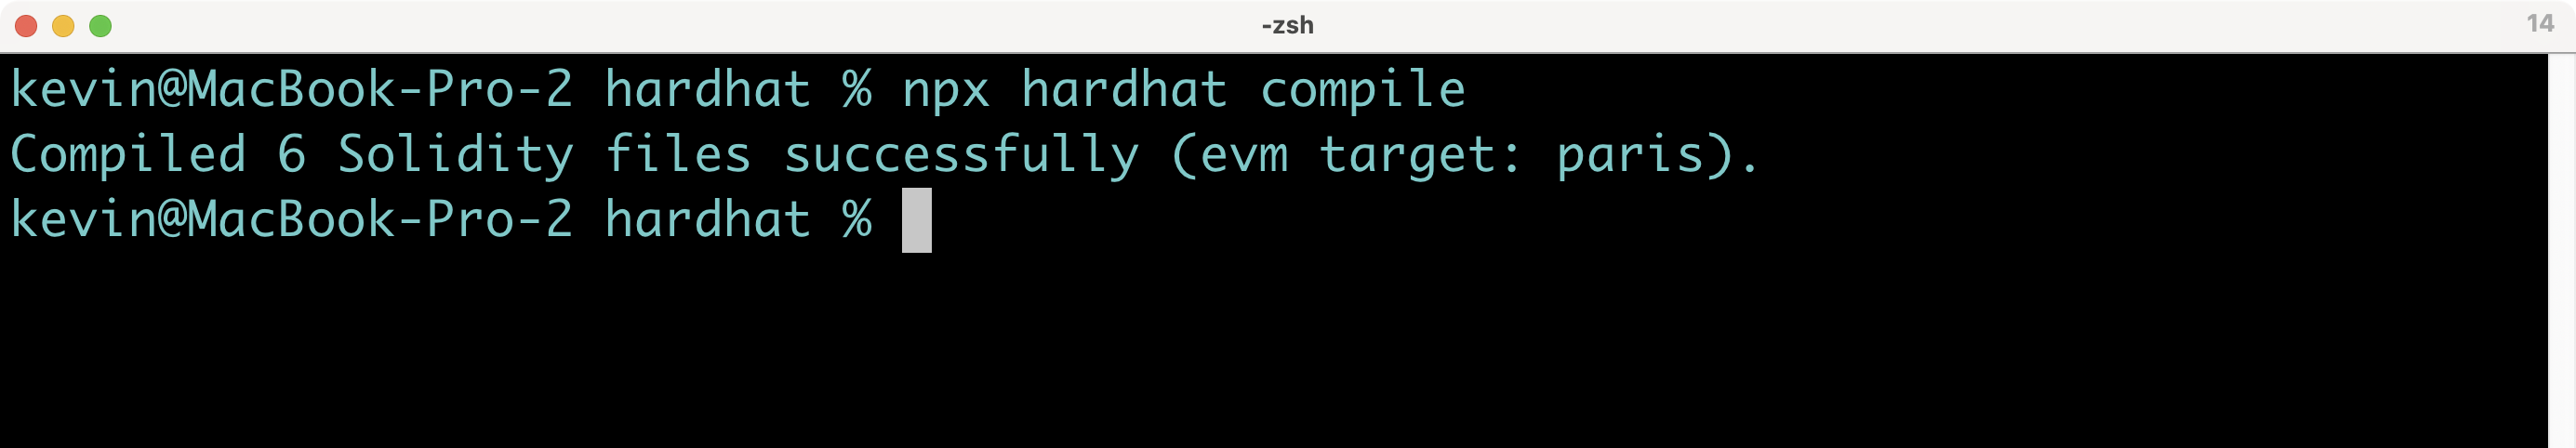 -zsh
14
kevin@MacBook-Pro-2 hardhat % npx hardhat compile
Compiled 6 Solidity files successfully (evm target: paris).
kevin@MacBook-Pro-2 hardhat %